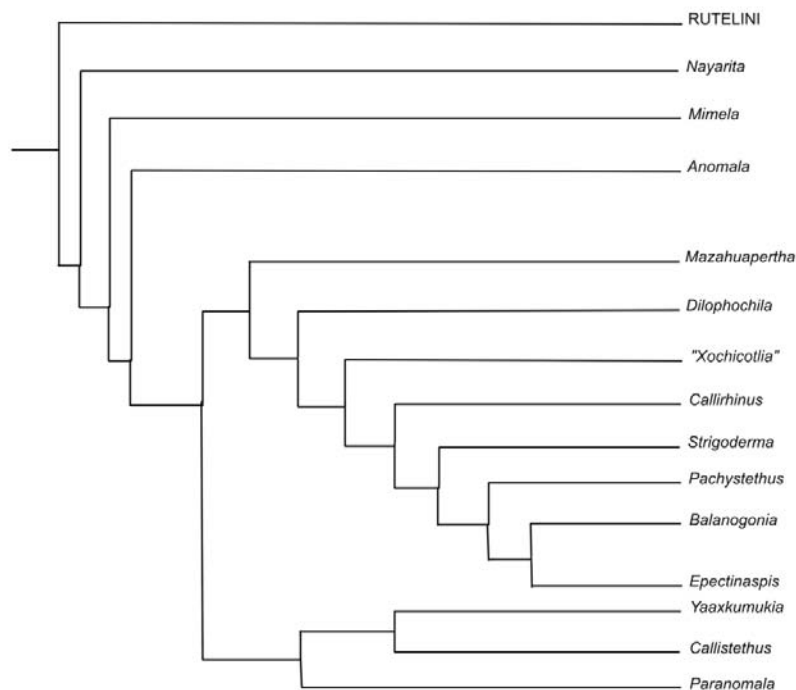 RUTELINI
Nayarita
Mimela
Anomala
Mazahuapertha
Dilophochila
"Xochicotlia"
Callirhinus
Strigoderma
Pachystethus
Balanogonia
Epectinaspis
Yaaxkumukia
Callistethus
Paranomala